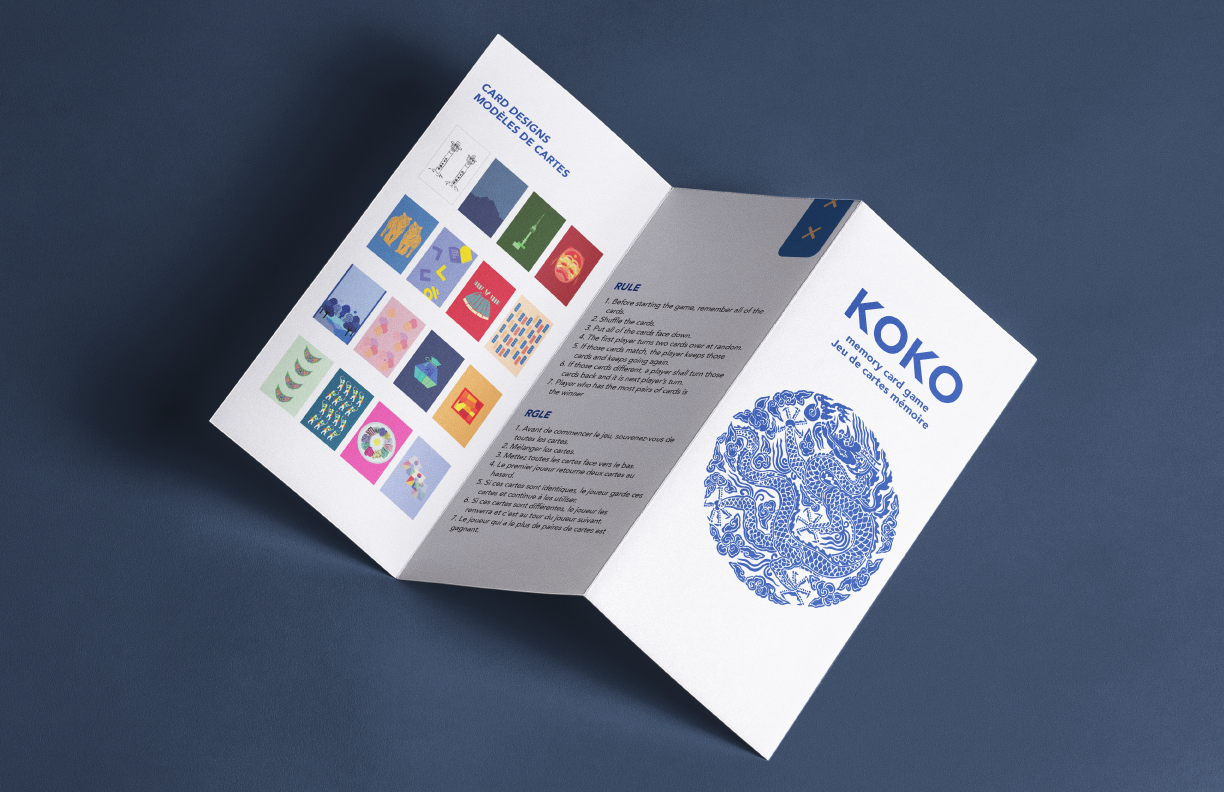 CARD DESIGNS
MODÈLES DE CARTES
RULE
1. Before starting the game, remember all of the
cards.
2. Shuffle the cards.
3. Put all of the cards face down.
4. The first player turns two cards over at random.
5. If those cards match, the player keeps those
cards and keeps going again.
6. If those cards different, a player shall turn those
cards back and it is next player's turn.
7. Player who has the most pairs of cards is
the winner
RGLE
1. Avant de commencer le jeu, souvenez-vous de
toutes les cartes.
2. Mélanger les cartes.
3. Mettez toutes les cartes face vers le bas.
4. Le premier joueur retourne deux cartes au
hasard.
5. Si ces cartes sont identiques, le joueur garde ces
cartes et continue à les utiliser.
6. Si ces cartes sont différentes, le joueur les
renverra et c'est au tour du joueur suivant.
7. Le joueur qui a le plus de paires de cartes est
gagnant.
KOKO
memory card game
Jeu de cartes mémoire